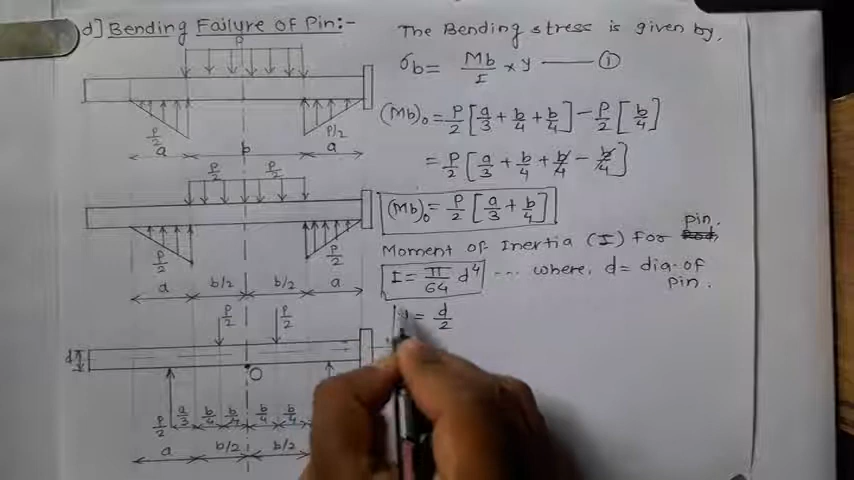 d] Bending Failure of Pin:-
P
P/2
P/2
a
b
a
P/2
P/2
P/2
P/2
a
b/2
b/2
a
P/2
P/2
d
O
P/2
a/3
b/4
b/4
b/4
b/4
a
b/2
b/2
The Bending stress is given by,
σb = Mb/I × y ——— ①
(Mb)₀ = P/2 [a/3 + b/4 + b/4] - P/2 [b/4]
= P/2 [a/3 + b/4 + b/4 - b/4]
(Mb)₀ = P/2 [a/3 + b/4]
pin.
Moment of Inertia (I) for
I = π/64 d⁴ ... where, d = dia. of
pin.
= d/2